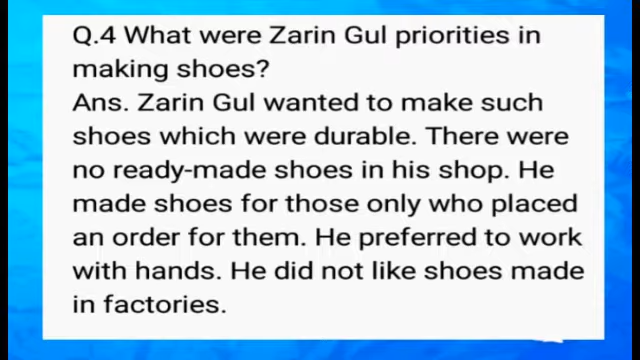 Q.4 What were Zarin Gul priorities in
making shoes?
Ans. Zarin Gul wanted to make such
shoes which were durable. There were
no ready-made shoes in his shop. He
made shoes for those only who placed
an order for them. He preferred to work
with hands. He did not like shoes made
in factories.